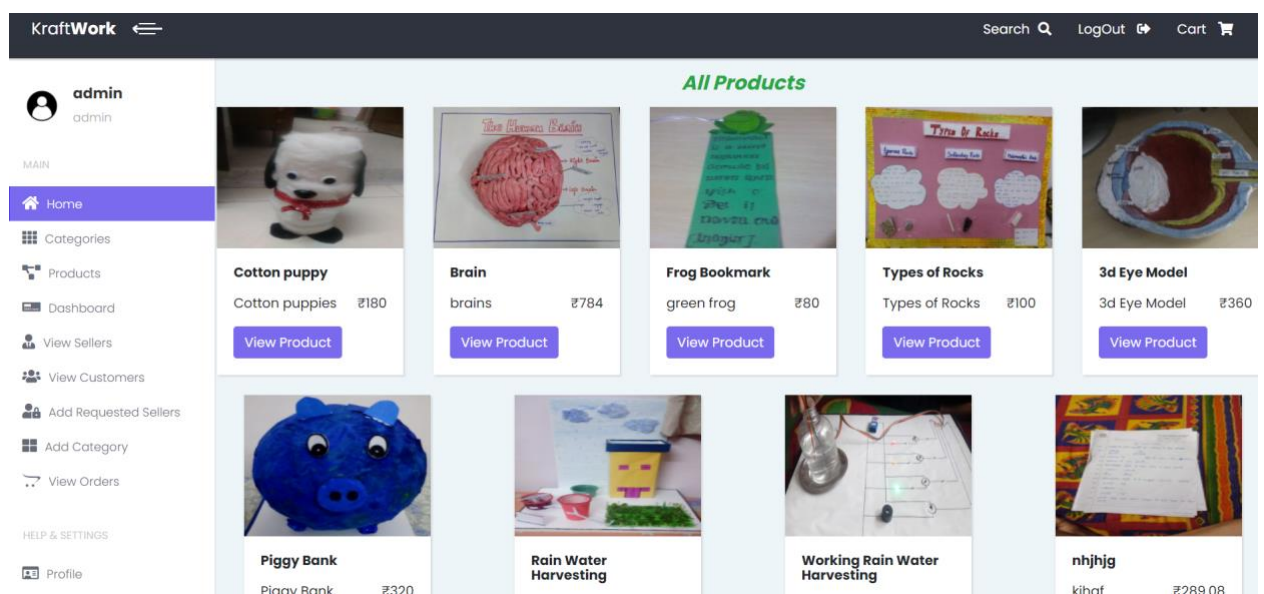 KraftWork
Search
LogOut
Cart
admin
admin
MAIN
Home
Categories
Products
Dashboard
View Sellers
View Customers
Add Requested Sellers
Add Category
View Orders
HELP & SETTINGS
Profile
All Products
The Human Brain
Right Brain
Left Brain
Types Of Rocks
Cotton puppy
Cotton puppies ₹180
View Product
Brain
brains ₹784
View Product
Frog Bookmark
green frog ₹80
View Product
Types of Rocks
Types of Rocks ₹100
View Product
3d Eye Model
3d Eye Model ₹360
View Product
Piggy Bank
Piggy Bank ₹320
Rain Water
Harvesting
Working Rain Water
Harvesting
nhjhjg
₹289.08